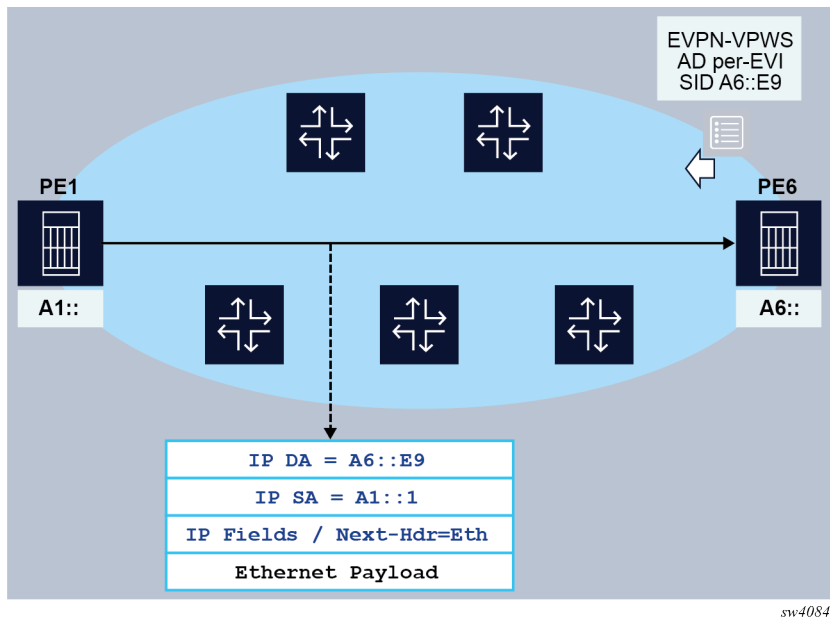 EVPN-VPWS
AD per-EVI
SID A6::E9
PE1
PE6
A1::
A6::
IP DA = A6::E9
IP SA = A1::1
IP Fields / Next-Hdr=Eth
Ethernet Payload
sw4084